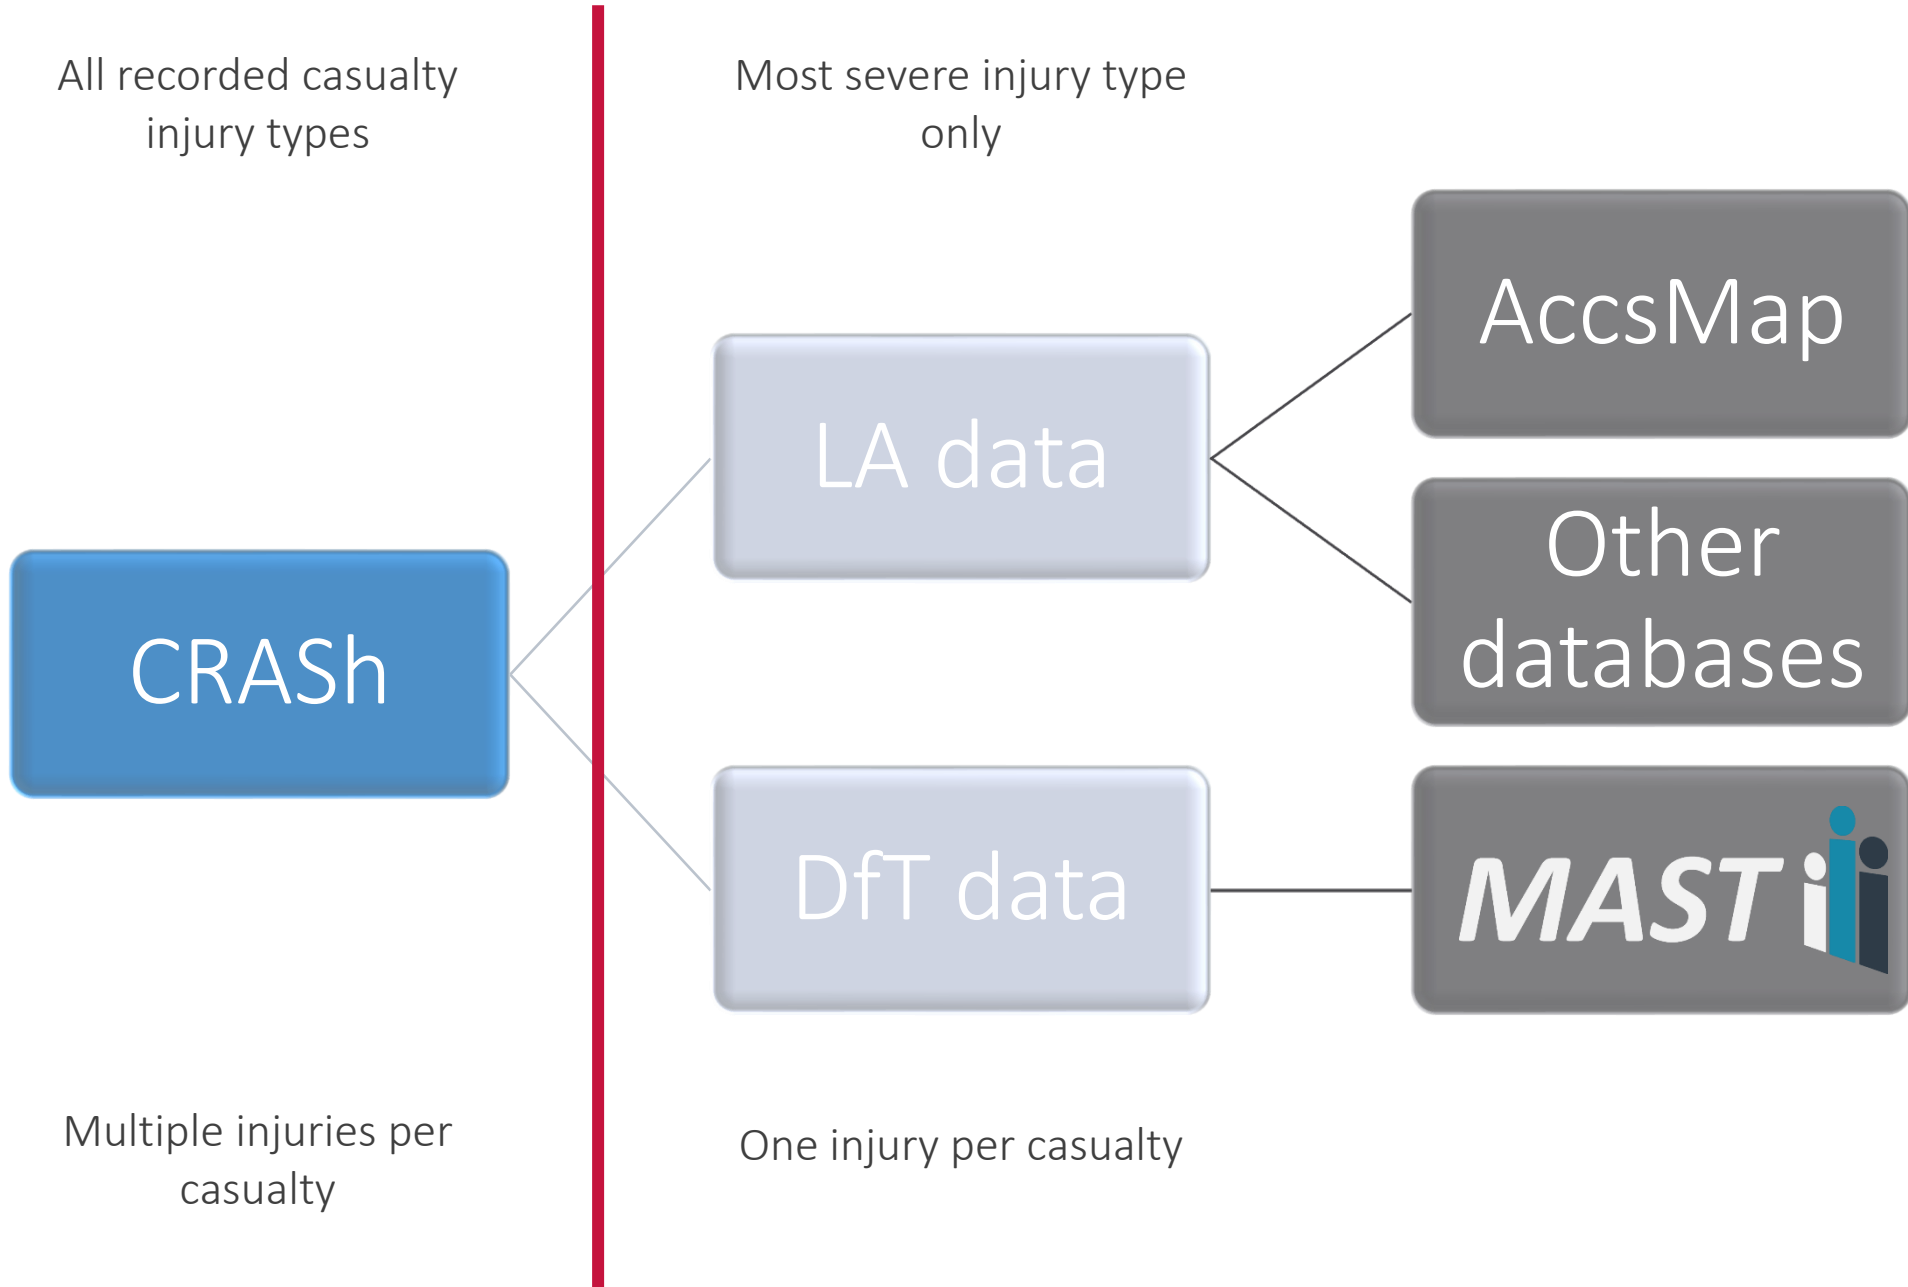 All recorded casualty
injury types
Most severe injury type
only
AccsMap
LA data
Other
databases
CRASh
DfT data
MAST
Multiple injuries per
casualty
One injury per casualty